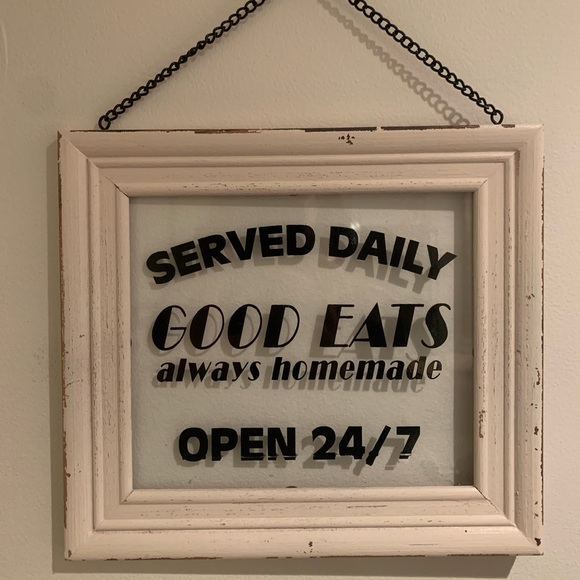 SERVED DAILY
GOOD EATS
always homemade
OPEN 24/7